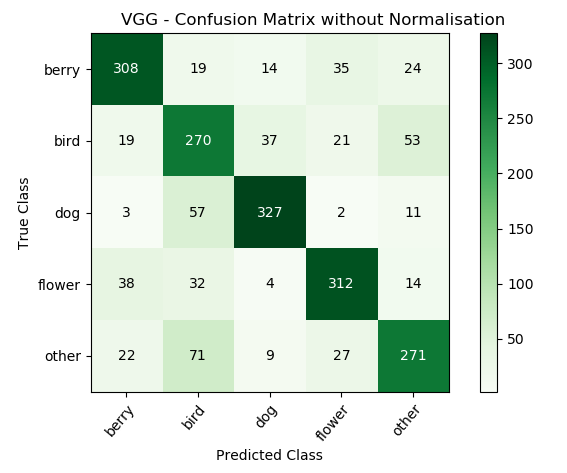 VGG - Confusion Matrix without Normalisation
berry 308 19 14 35 24
bird 19 270 37 21 53
dog 3 57 327 2 11
flower 38 32 4 312 14
other 22 71 9 27 271
berry bird dog flower other
True Class
Predicted Class
300
250
200
150
100
50